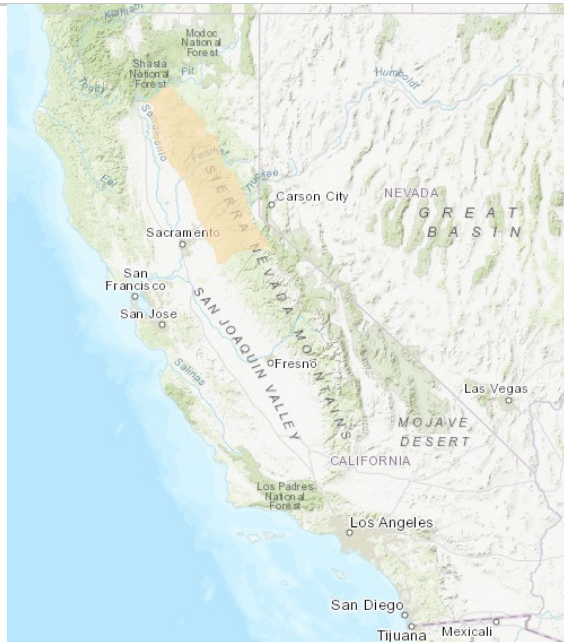 Klamath
Modoc
National
Forest
Shasta
National
Forest
Pit
Trinity
Humboldt
Sacramento
Eel
Feather
Truckee
Carson City
NEVADA
GREAT
BASIN
SIERRA NEVADA MOUNTAINS
Sacramento
San
Francisco
San Jose
SAN JOAQUIN VALLEY
Salinas
Fresno
Las Vegas
MOJAVE
DESERT
CALIFORNIA
Los Padres
National
Forest
Los Angeles
San Diego
Tijuana
Mexicali